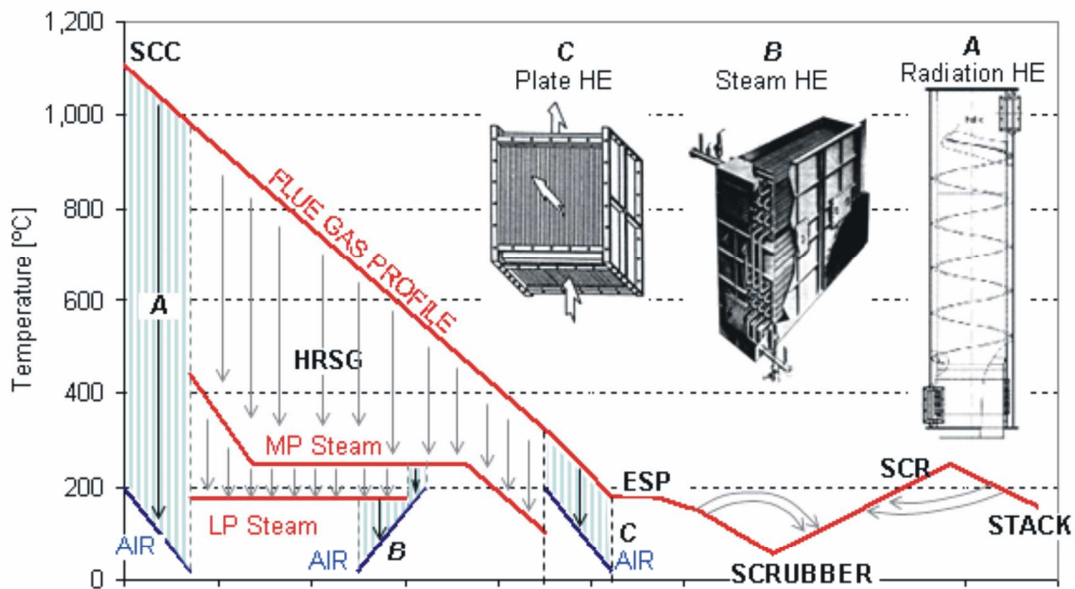 1,200
1,000
800
600
400
200
0
Temperature [ºC]
SCC
C
Plate HE
B
Steam HE
A
Radiation HE
FLUE GAS PROFILE
A
HRSG
MP Steam
LP Steam
AIR
AIR
B
C
AIR
ESP
SCRUBBER
SCR
STACK